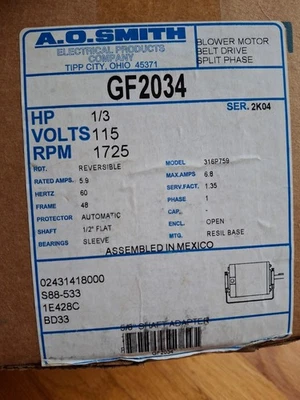 A.O.SMITH
ELECTRICAL PRODUCTS
COMPANY
TIPP CITY, OHIO 45371
BLOWER MOTOR
BELT DRIVE
SPLIT PHASE
GF2034
SER. 2K04
HP 1/3
VOLTS 115
RPM 1725
ROT. REVERSIBLE MODEL 316P759
RATED AMPS. 5.9 MAX.AMPS 6.8
HERTZ 60 SERV.FACT. 1.35
FRAME 48 PHASE 1
PROTECTOR AUTOMATIC CAP. -
SHAFT 1/2" FLAT ENCL. OPEN
BEARINGS SLEEVE MTG. RESIL BASE
ASSEMBLED IN MEXICO
02431418000
S88-533
1E428C
BD33
5/8" SHAFT ADAPTER
GF2034